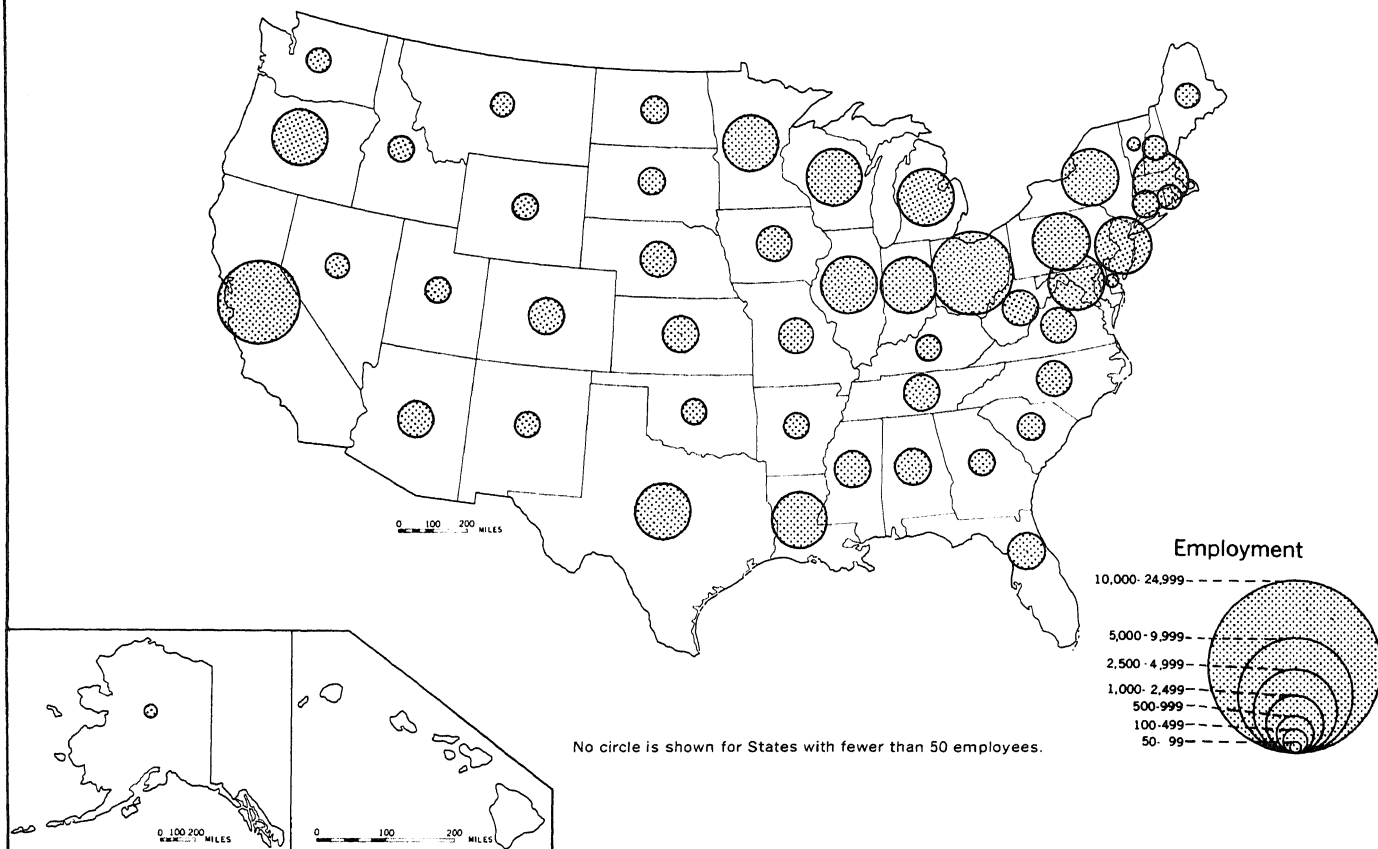 0 100 200 MILES
Employment
10,000- 24,999
5,000-9,999
2,500-4,999
1,000-2,499
500-999
100-499
50- 99
No circle is shown for States with fewer than 50 employees.
0 100 200 MILES
0 100 200 MILES